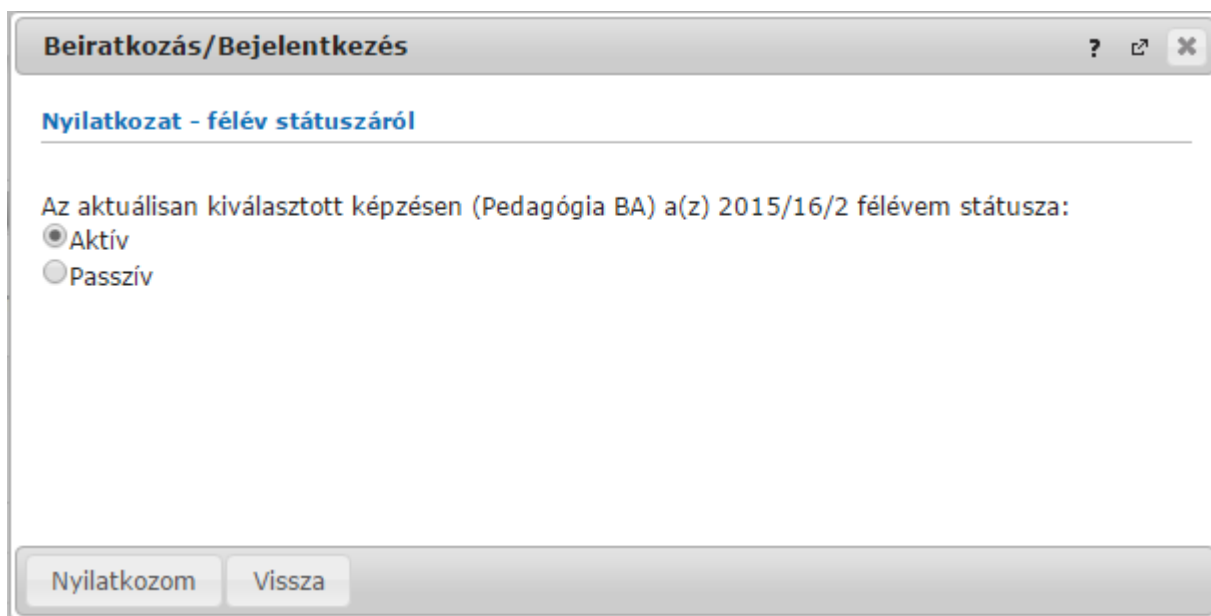 Beiratkozás/Bejelentkezés ?
Nyilatkozat - félév státuszáról
Az aktuálisan kiválasztott képzésen (Pedagógia BA) a(z) 2015/16/2 félévem státusza:
Aktív
Passzív
Nyilatkozom Vissza